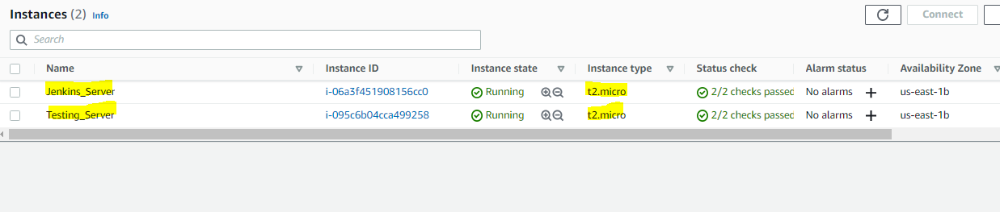 Instances (2) Info
Connect
Search
Name Instance ID Instance state Instance type Status check Alarm status Availability Zone
Jenkins_Server i-06a3f451908156cc0 Running t2.micro 2/2 checks passed No alarms us-east-1b
Testing_Server i-095c6b04cca499258 Running t2.micro 2/2 checks passed No alarms us-east-1b